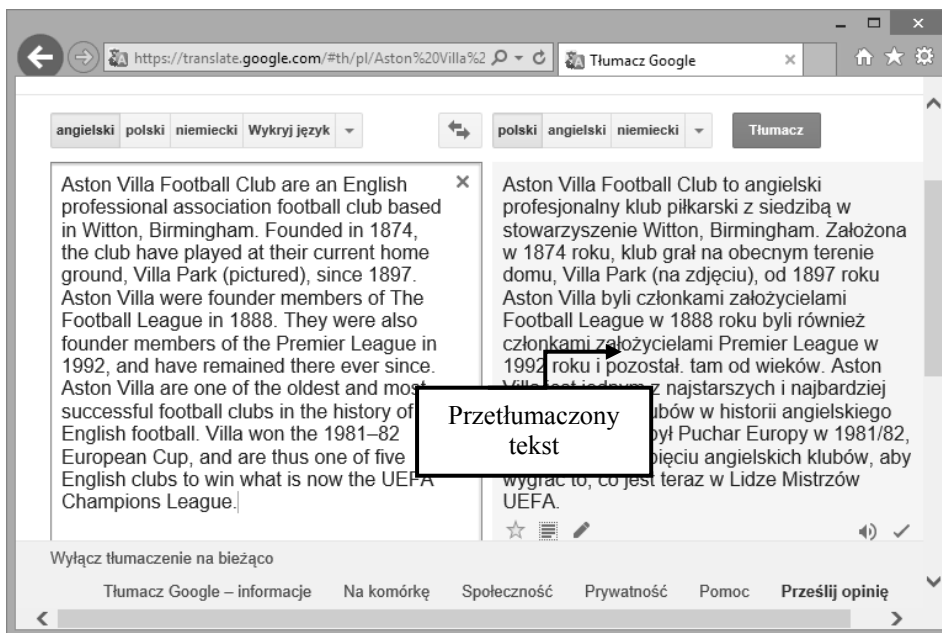 https://translate.google.com/#th/pl/Aston%20Villa%2
Tłumacz Google
angielski polski niemiecki Wykryj język
polski angielski niemiecki
Tłumacz
Aston Villa Football Club are an English
professional association football club based
in Witton, Birmingham. Founded in 1874,
the club have played at their current home
ground, Villa Park (pictured), since 1897.
Aston Villa were founder members of The
Football League in 1888. They were also
founder members of the Premier League in
1992, and have remained there ever since.
Aston Villa are one of the oldest and most
successful football clubs in the history of
English football. Villa won the 1981–82
European Cup, and are thus one of five
English clubs to win what is now the UEFA
Champions League.
Aston Villa Football Club to angielski
profesjonalny klub piłkarski z siedzibą w
stowarzyszenie Witton, Birmingham. Założona
w 1874 roku, klub grał na obecnym terenie
domu, Villa Park (na zdjęciu), od 1897 roku
Aston Villa byli członkami założycielami
Football League w 1888 roku byli również
członkami założycielami Premier League w
1992 roku i pozostał. tam od wieków. Aston
Villa jest jednym z najstarszych i najbardziej
w historii angielskiego
Puchar Europy w 1981/82,
pięciu angielskich klubów, aby
wygrać to, co jest teraz w Lidze Mistrzów
UEFA.
Przetłumaczony
tekst
Wyłącz tłumaczenie na bieżąco
Tłumacz Google – informacje Na komórkę Społeczność Prywatność Pomoc Prześlij opinię